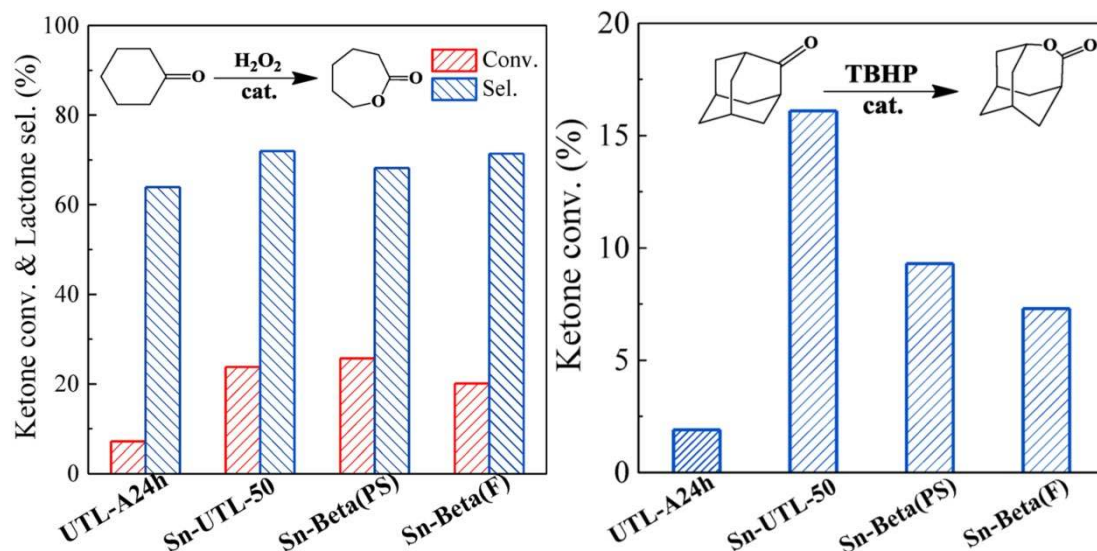 Ketone conv. & Lactone sel. (%)
100
80
60
40
20
0
O
H₂O₂
cat.
O
O
Conv.
Sel.
UTL-A24h
Sn-UTL-50
Sn-Beta(PS)
Sn-Beta(F)
Ketone conv. (%)
20
15
10
5
0
O
TBHP
cat.
O
O
UTL-A24h
Sn-UTL-50
Sn-Beta(PS)
Sn-Beta(F)